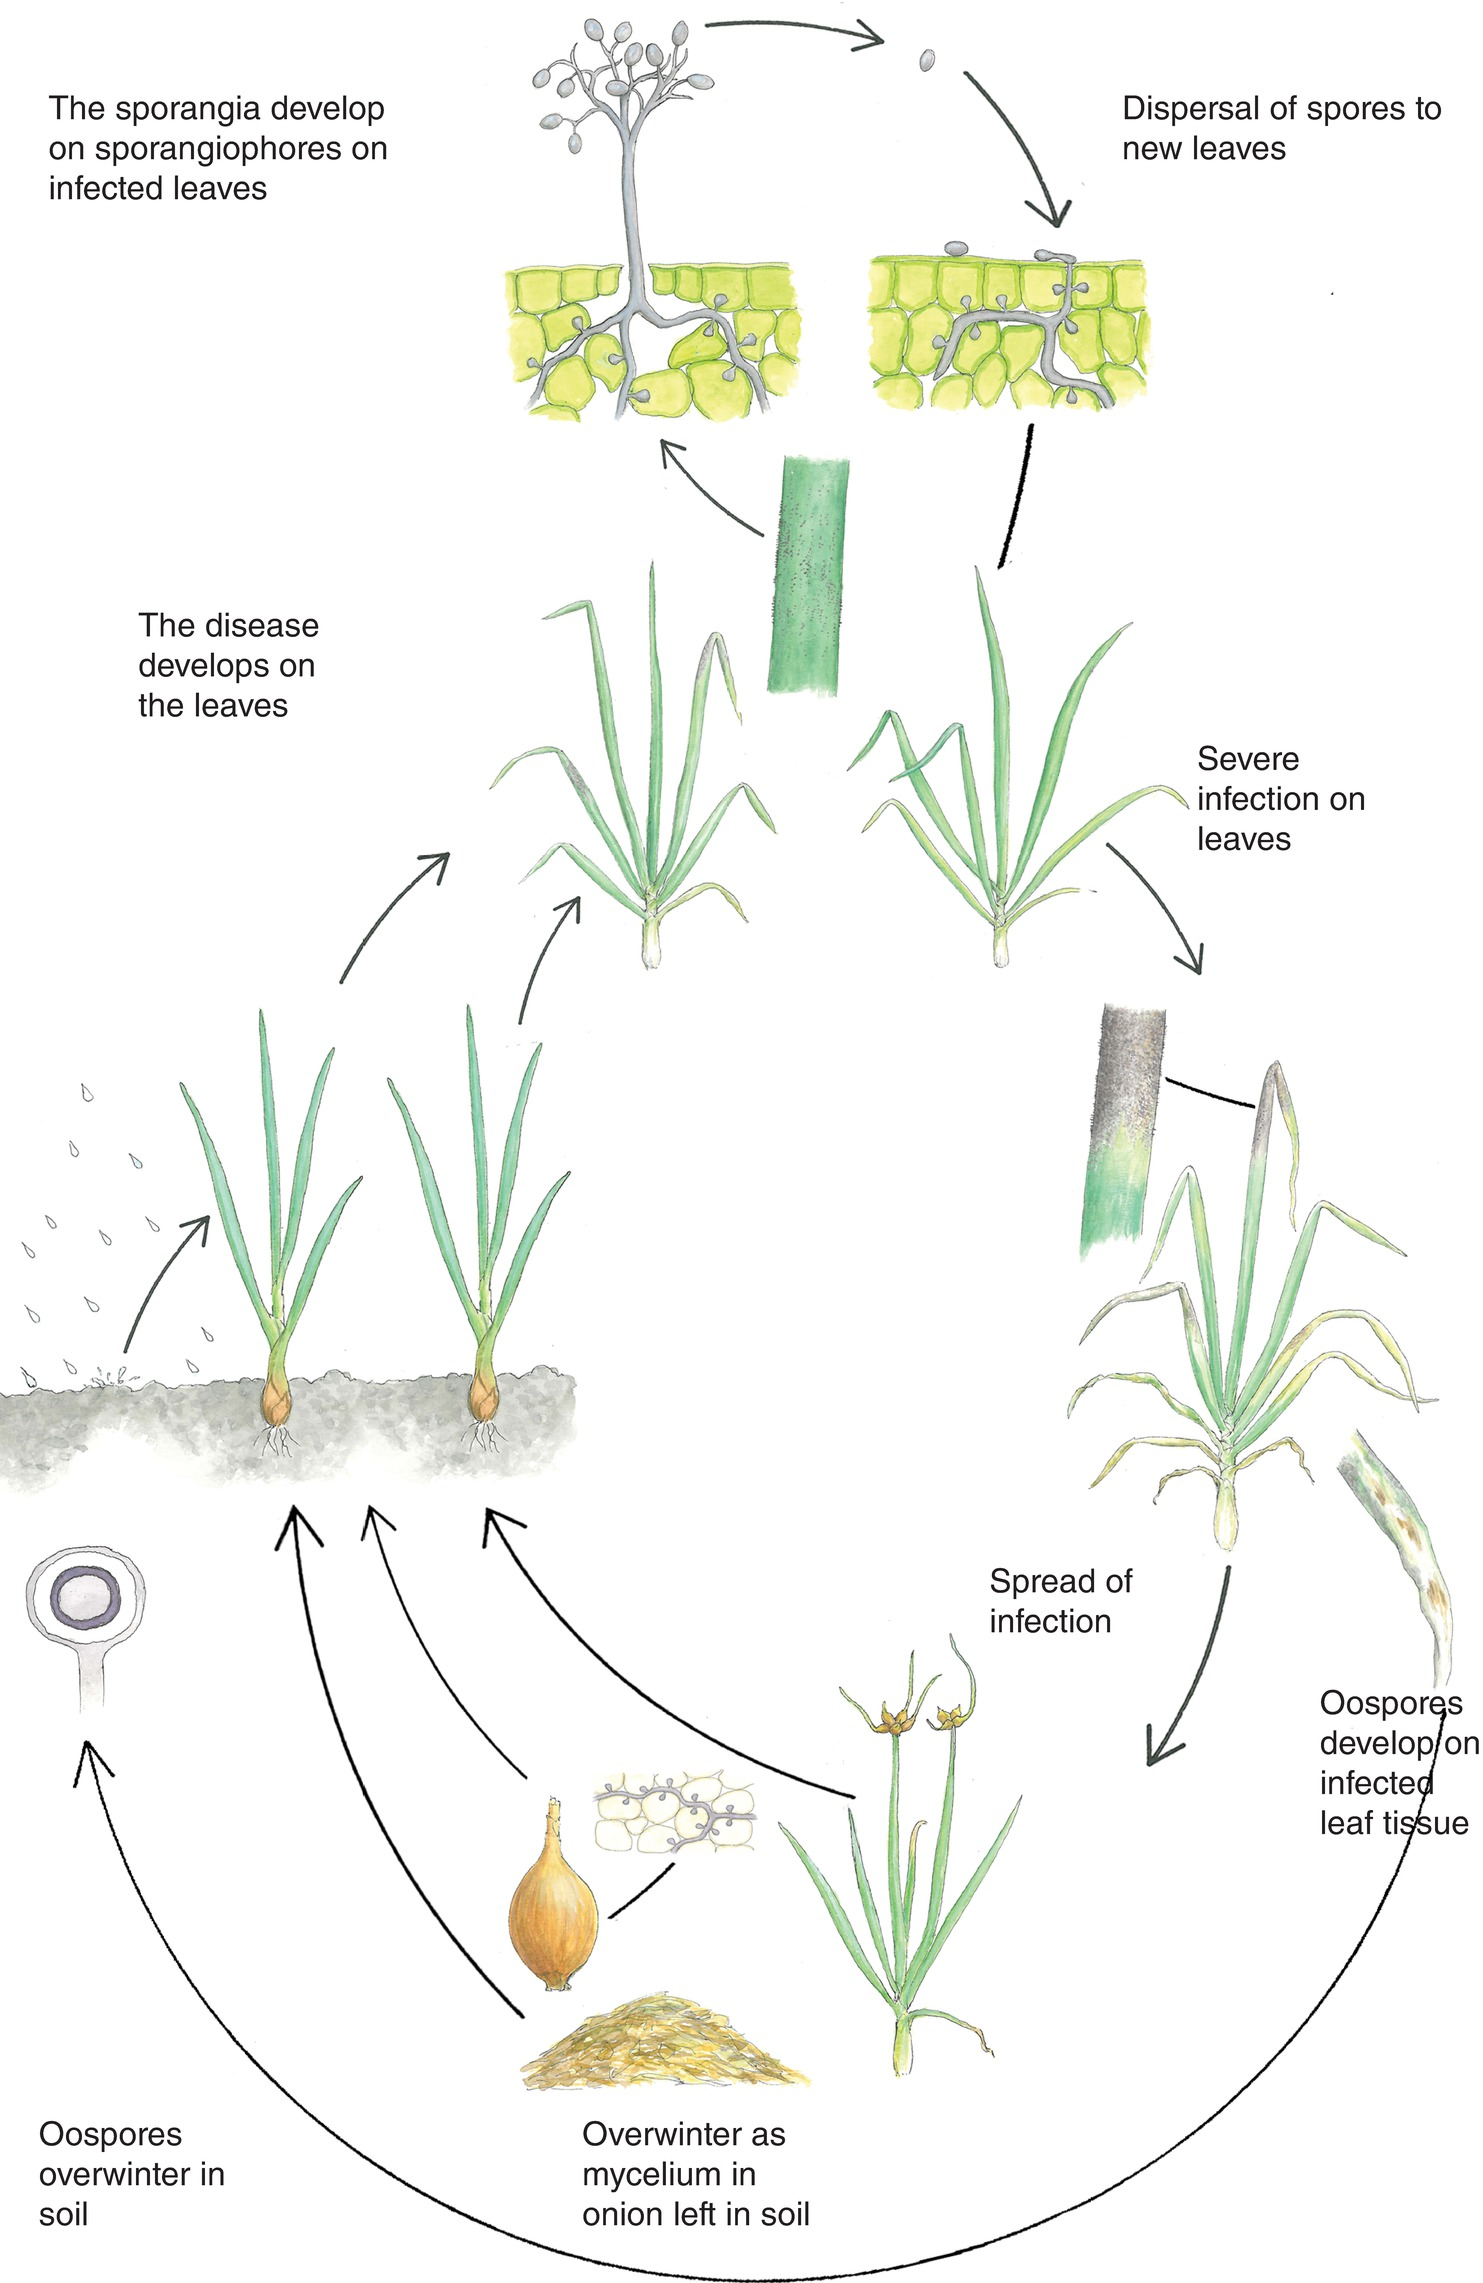 The sporangia develop
on sporangiophores on
infected leaves
Dispersal of spores to
new leaves
The disease
develops on
the leaves
Severe
infection on
leaves
Spread of
infection
Oospores
develop on
infected
leaf tissue
Oospores
overwinter in
soil
Overwinter as
mycelium in
onion left in soil